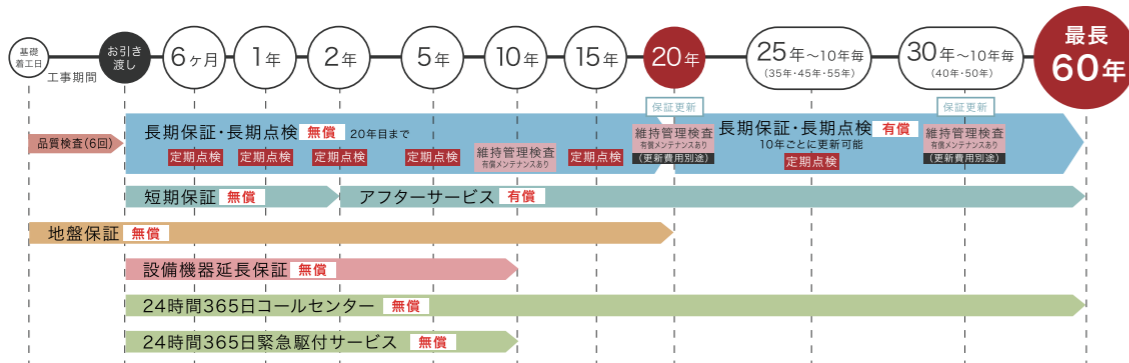 基礎
着工日
工事期間
お引き
渡し
6ヶ月
1年
2年
5年
10年
15年
20年
25年～10年毎
(35年・45年・55年)
30年～10年毎
(40年・50年)
最長
60年
保証更新
保証更新
品質検査(6回)
長期保証・長期点検 無償 20年目まで
定期点検
定期点検
定期点検
定期点検
維持管理検査
有償メンテナンスあり
定期点検
維持管理検査
有償メンテナンスあり
(更新費用別途)
長期保証・長期点検 有償
10年ごとに更新可能
定期点検
維持管理検査
有償メンテナンスあり
(更新費用別途)
短期保証 無償
アフターサービス 有償
地盤保証 無償
設備機器延長保証 無償
24時間365日コールセンター 無償
24時間365日緊急駆付サービス 無償